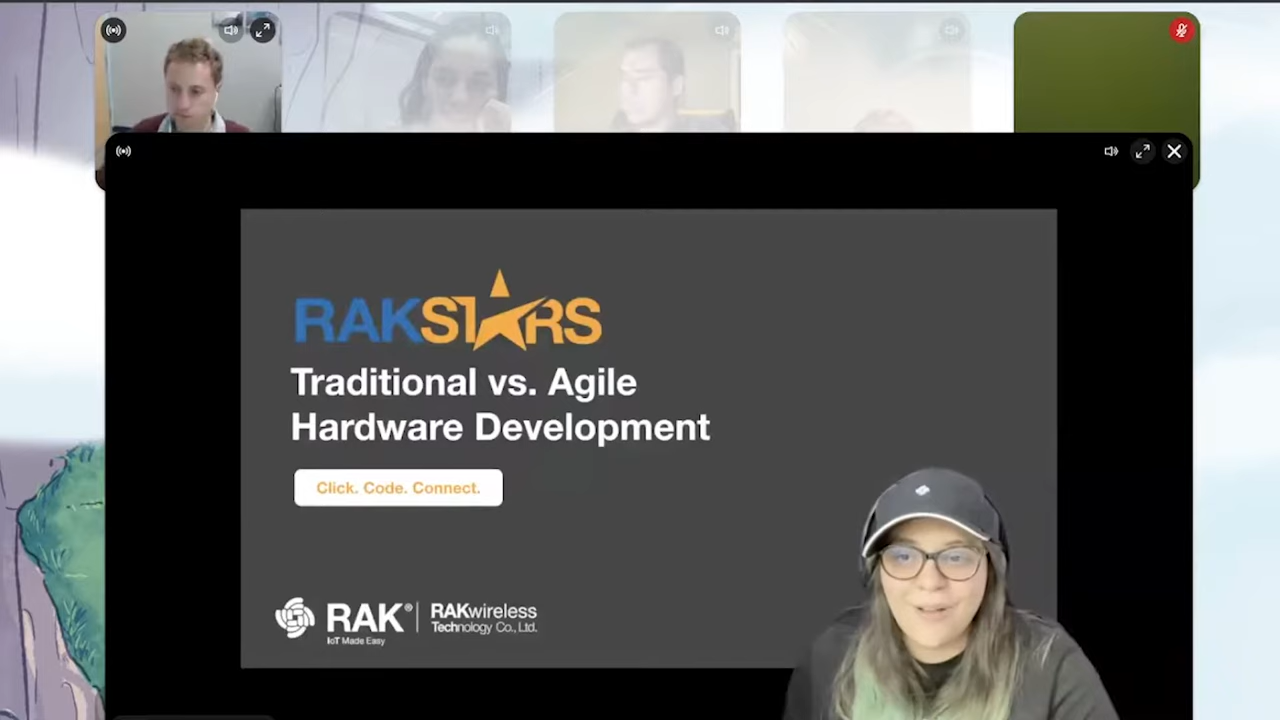 RAKSTARS
Traditional vs. Agile
Hardware Development
Click. Code. Connect.
RAK®
IoT Made Easy
RAKwireless
Technology Co., Ltd.